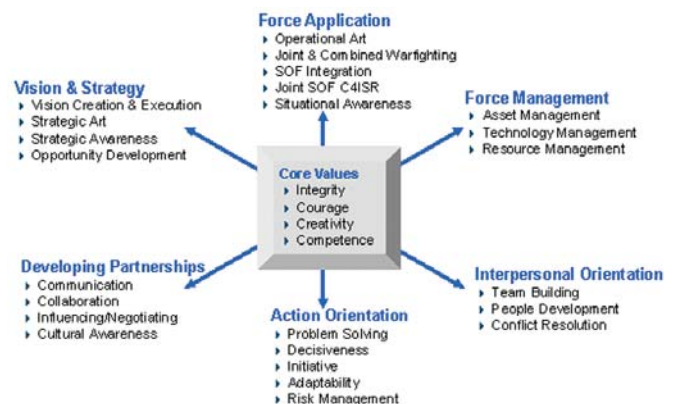 Force Application
Operational Art
Joint & Combined Warfighting
SOF Integration
Joint SOF C4ISR
Situational Awareness
Vision & Strategy
Vision Creation & Execution
Strategic Art
Strategic Awareness
Opportunity Development
Force Management
Asset Management
Technology Management
Resource Management
Core Values
Integrity
Courage
Creativity
Competence
Developing Partnerships
Communication
Collaboration
Influencing/Negotiating
Cultural Awareness
Action Orientation
Problem Solving
Decisiveness
Initiative
Adaptability
Risk Management
Interpersonal Orientation
Team Building
People Development
Conflict Resolution